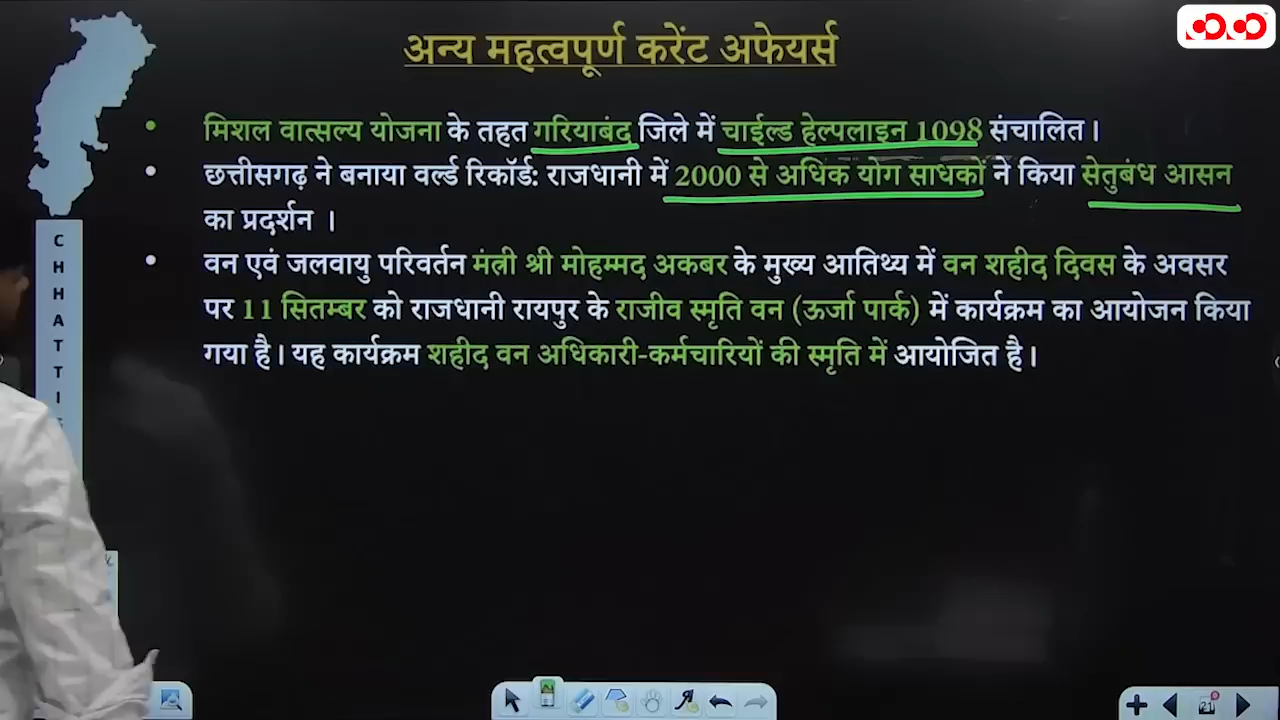 अन्य महत्वपूर्ण करेंट अफेयर्स
• मिशल वात्सल्य योजना के तहत गरियाबंद जिले में चाईल्ड हेल्पलाइन 1098 संचालित।
• छत्तीसगढ़ ने बनाया वर्ल्ड रिकॉर्ड: राजधानी में 2000 से अधिक योग साधकों ने किया सेतुबंध आसन
का प्रदर्शन ।
• वन एवं जलवायु परिवर्तन मंत्री श्री मोहम्मद अकबर के मुख्य आतिथ्य में वन शहीद दिवस के अवसर
पर 11 सितम्बर को राजधानी रायपुर के राजीव स्मृति वन (ऊर्जा पार्क) में कार्यक्रम का आयोजन किया
गया है। यह कार्यक्रम शहीद वन अधिकारी-कर्मचारियों की स्मृति में आयोजित है।
C
H
H
A
T
T
I
21